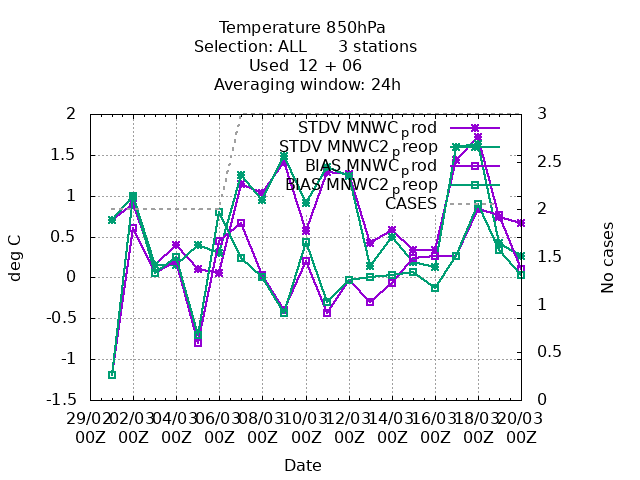 Temperature 850hPa
Selection: ALL 3 stations
Used 12 + 06
Averaging window: 24h
STDV MNWCprod
STDV MNWC2preop
BIAS MNWCprod
BIAS MNWC2preop
CASES
2
1.5
1
0.5
0
-0.5
-1
-1.5
3
2.5
2
1.5
1
0.5
0
deg C
No cases
29/02 02/03 04/03 06/03 08/03 10/03 12/03 14/03 16/03 18/03 20/03
00Z 00Z 00Z 00Z 00Z 00Z 00Z 00Z 00Z 00Z 00Z
Date